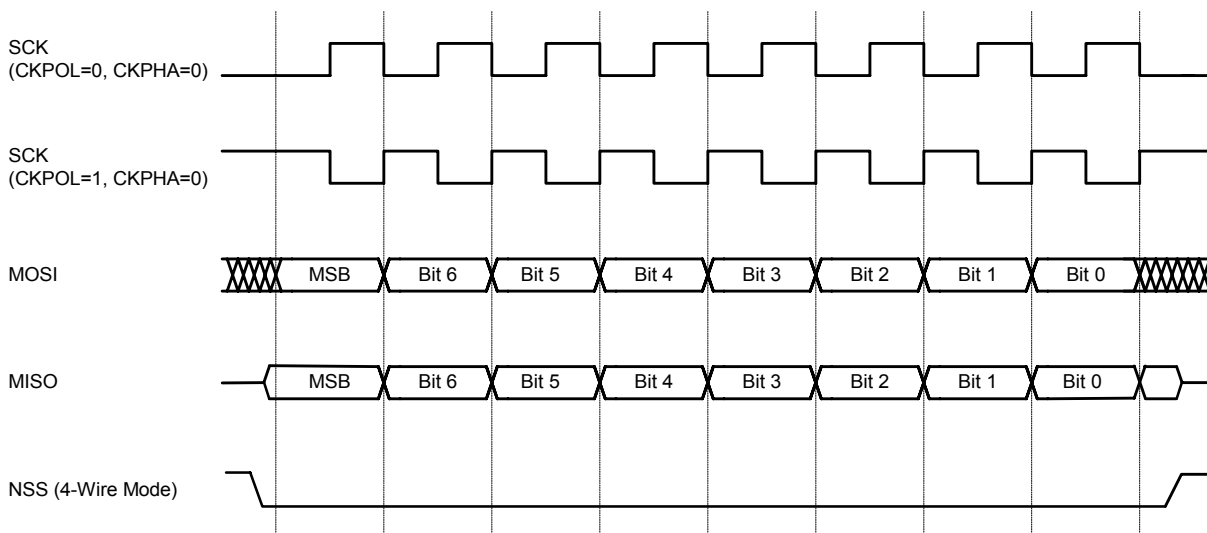 SCK
(CKPOL=0, CKPHA=0)
SCK
(CKPOL=1, CKPHA=0)
MOSI
MSB Bit 6 Bit 5 Bit 4 Bit 3 Bit 2 Bit 1 Bit 0
MISO
MSB Bit 6 Bit 5 Bit 4 Bit 3 Bit 2 Bit 1 Bit 0
NSS (4-Wire Mode)